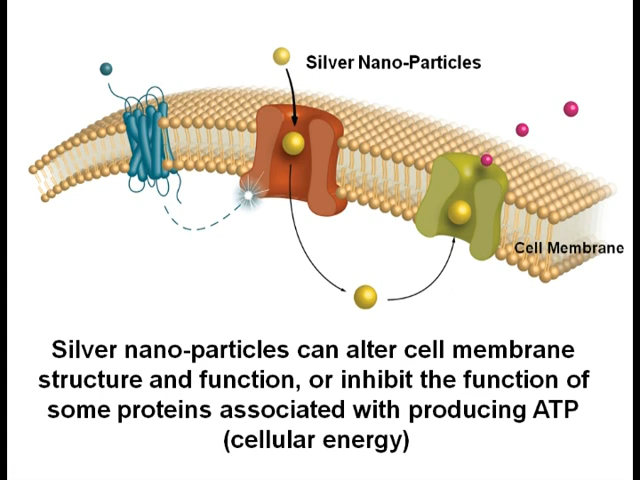 Silver Nano-Particles
Cell Membrane
Silver nano-particles can alter cell membrane
structure and function, or inhibit the function of
some proteins associated with producing ATP
(cellular energy)